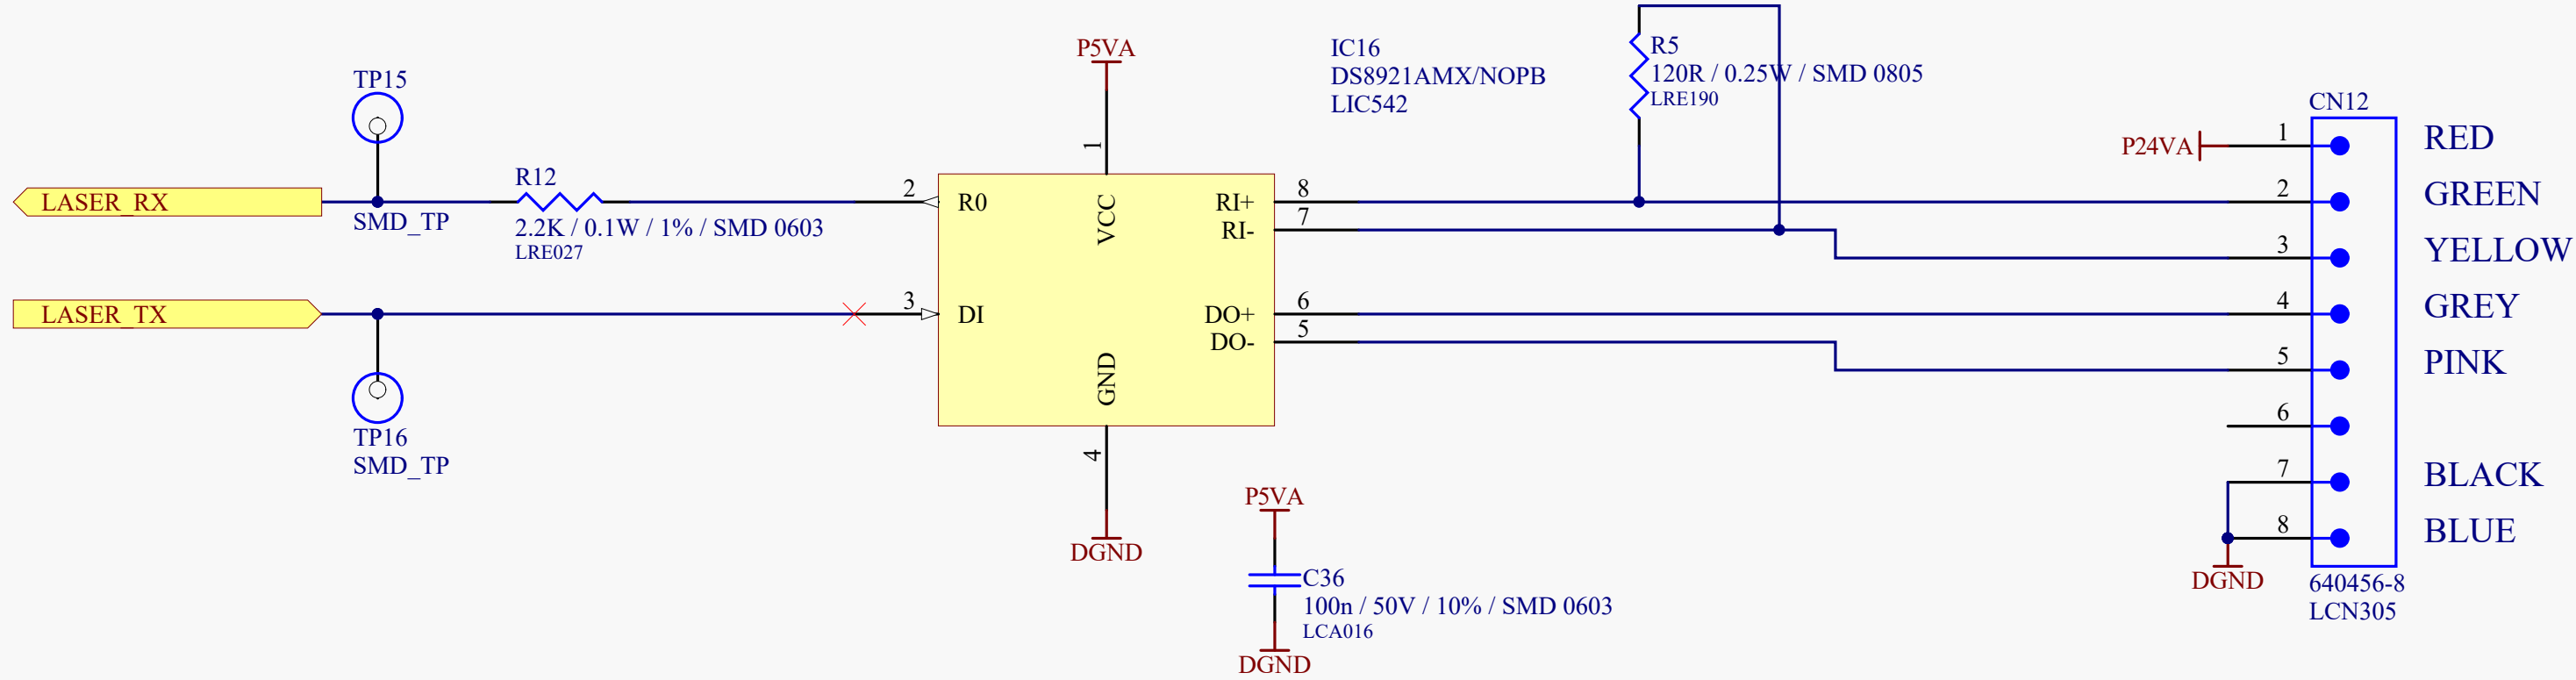 TP15
LASER_RX
SMD_TP
R12
2.2K / 0.1W / 1% / SMD 0603
LRE027
LASER_TX
TP16
SMD_TP
P5VA
1
2
3
4
R0
DI
VCC
GND
RI+
RI-
DO+
DO-
8
7
6
5
DGND
IC16
DS8921AMX/NOPB
LIC542
R5
120R / 0.25W / SMD 0805
LRE190
P5VA
C36
100n / 50V / 10% / SMD 0603
LCA016
DGND
CN12
P24VA
1 RED
2 GREEN
3 YELLOW
4 GREY
5 PINK
6
7 BLACK
8 BLUE
DGND
640456-8
LCN305